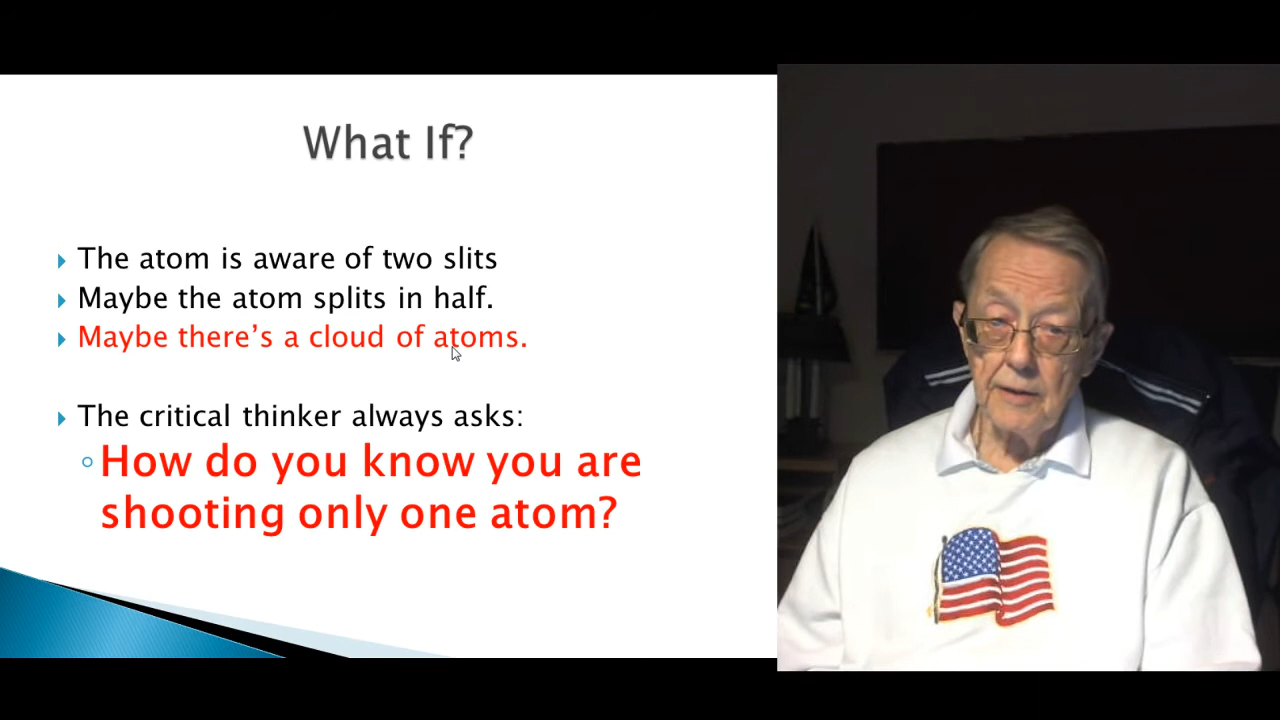 What If?
The atom is aware of two slits
Maybe the atom splits in half.
Maybe there's a cloud of atoms.
The critical thinker always asks:
How do you know you are
shooting only one atom?